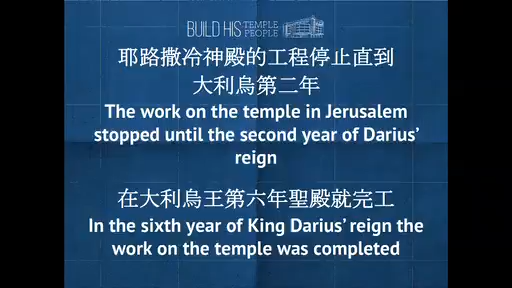 BUILD HIS TEMPLE
PEOPLE
耶路撒冷神殿的工程停止直到
大利烏第二年
The work on the temple in Jerusalem
stopped until the second year of Darius’
reign
在大利烏王第六年聖殿就完工
In the sixth year of King Darius’ reign the
work on the temple was completed